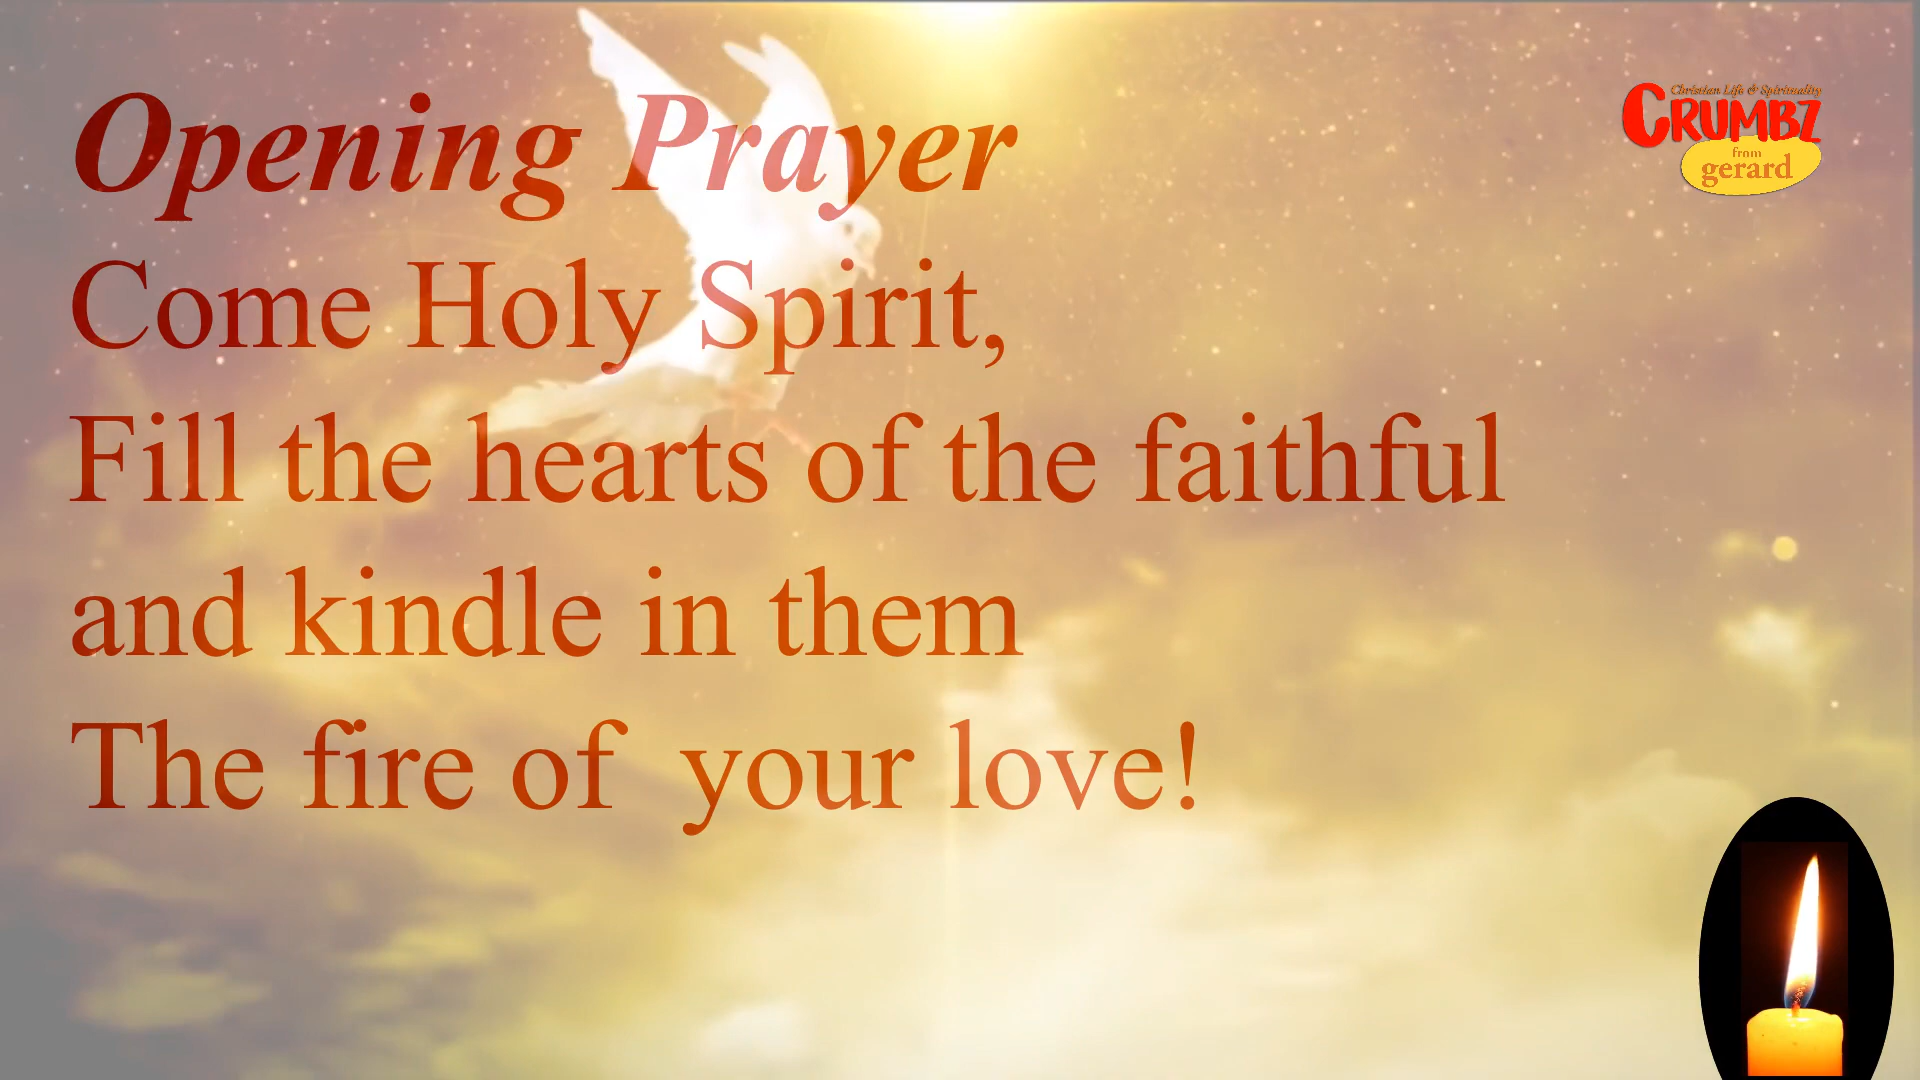 Opening Prayer
Come Holy Spirit,
Fill the hearts of the faithful
and kindle in them
The fire of  your love!
Christian Life & Spirituality
CRUMBZ
from
gerard